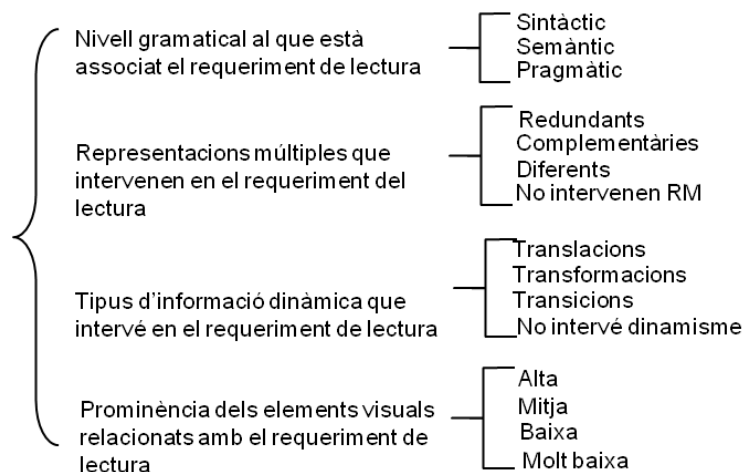 Nivell gramatical al que està
associat el requeriment de lectura
Sintàctic
Semàntic
Pragmàtic
Representacions múltiples que
intervenen en el requeriment del
lectura
Redundants
Complementàries
Diferents
No intervenen RM
Tipus d'informació dinàmica que
intervé en el requeriment de lectura
Translacions
Transformacions
Transicions
No intervé dinamisme
Prominència dels elements visuals
relacionats amb el requeriment de
lectura
Alta
Mitja
Baixa
Molt baixa